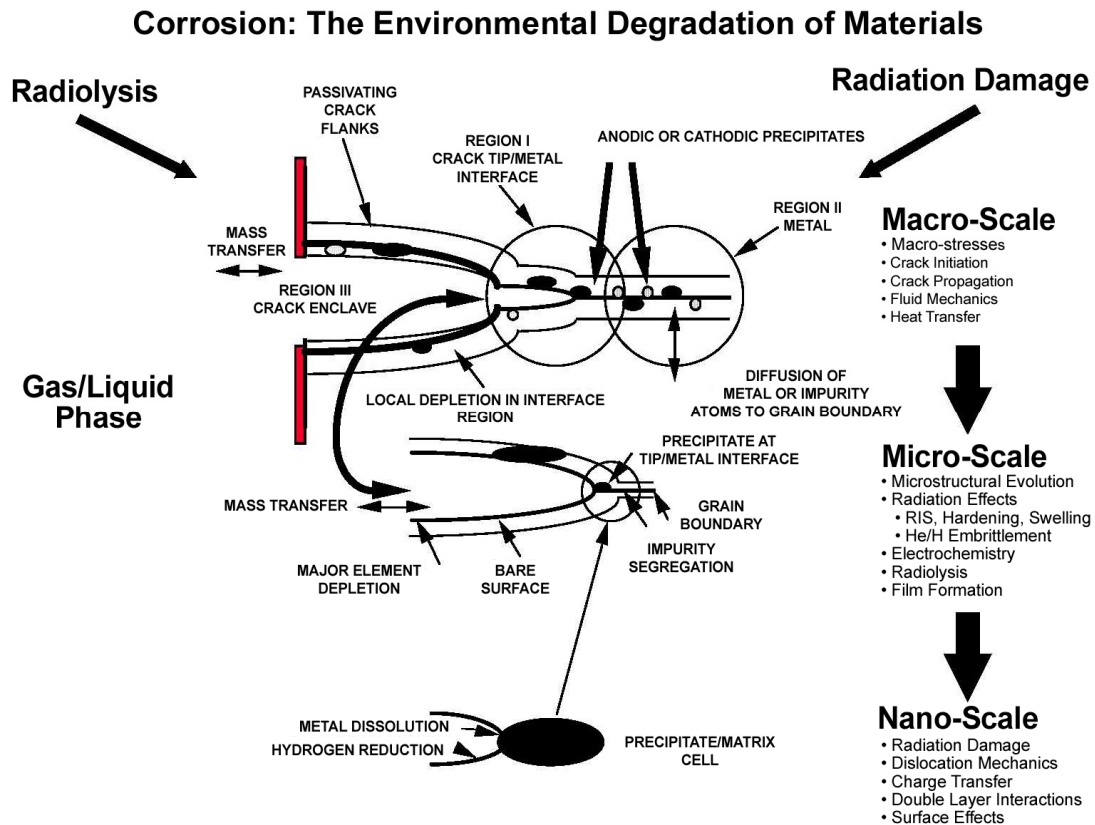 Corrosion: The Environmental Degradation of Materials
Radiolysis
Radiation Damage
PASSIVATING
CRACK
FLANKS
REGION I
CRACK TIP/METAL
INTERFACE
ANODIC OR CATHODIC PRECIPITATES
REGION II
METAL
MASS
TRANSFER
REGION III
CRACK ENCLAVE
Gas/Liquid
Phase
LOCAL DEPLETION IN INTERFACE
REGION
DIFFUSION OF
METAL OR IMPURITY
ATOMS TO GRAIN BOUNDARY
PRECIPITATE AT
TIP/METAL INTERFACE
MASS TRANSFER
GRAIN
BOUNDARY
IMPURITY
SEGREGATION
MAJOR ELEMENT
DEPLETION
BARE
SURFACE
METAL DISSOLUTION
HYDROGEN REDUCTION
PRECIPITATE/MATRIX
CELL
Macro-Scale
• Macro-stresses
• Crack Initiation
• Crack Propagation
• Fluid Mechanics
• Heat Transfer
Micro-Scale
• Microstructural Evolution
• Radiation Effects
• RIS, Hardening, Swelling
• He/H Embrittlement
• Electrochemistry
• Radiolysis
• Film Formation
Nano-Scale
• Radiation Damage
• Dislocation Mechanics
• Charge Transfer
• Double Layer Interactions
• Surface Effects